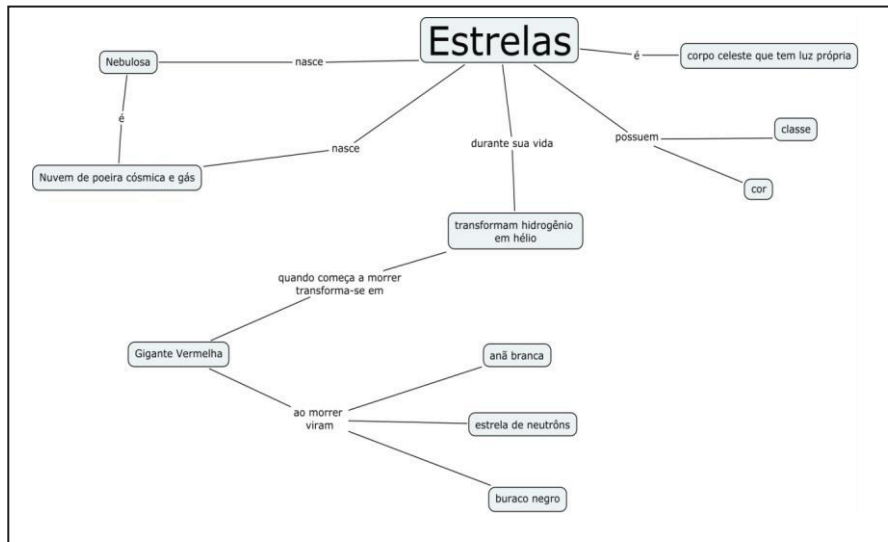 Estrelas
Nebulosa
nasce
é
corpo celeste que tem luz própria
é
nasce
durante sua vida
possuem
classe
Nuvem de poeira cósmica e gás
cor
transformam hidrogênio
em hélio
quando começa a morrer
transforma-se em
Gigante Vermelha
anã branca
ao morrer
viram
estrela de neutrôns
buraco negro